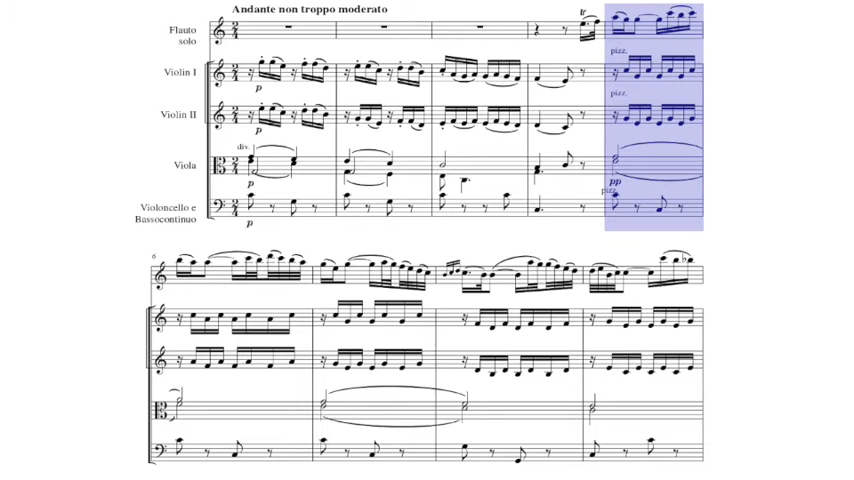 Andante non troppo moderato
Flauto
solo
tr
pizz.
Violin I
p
pizz.
Violin II
p
div.
Viola
p
pp
pizz.
Violoncello e
Bassocontinuo
p
6